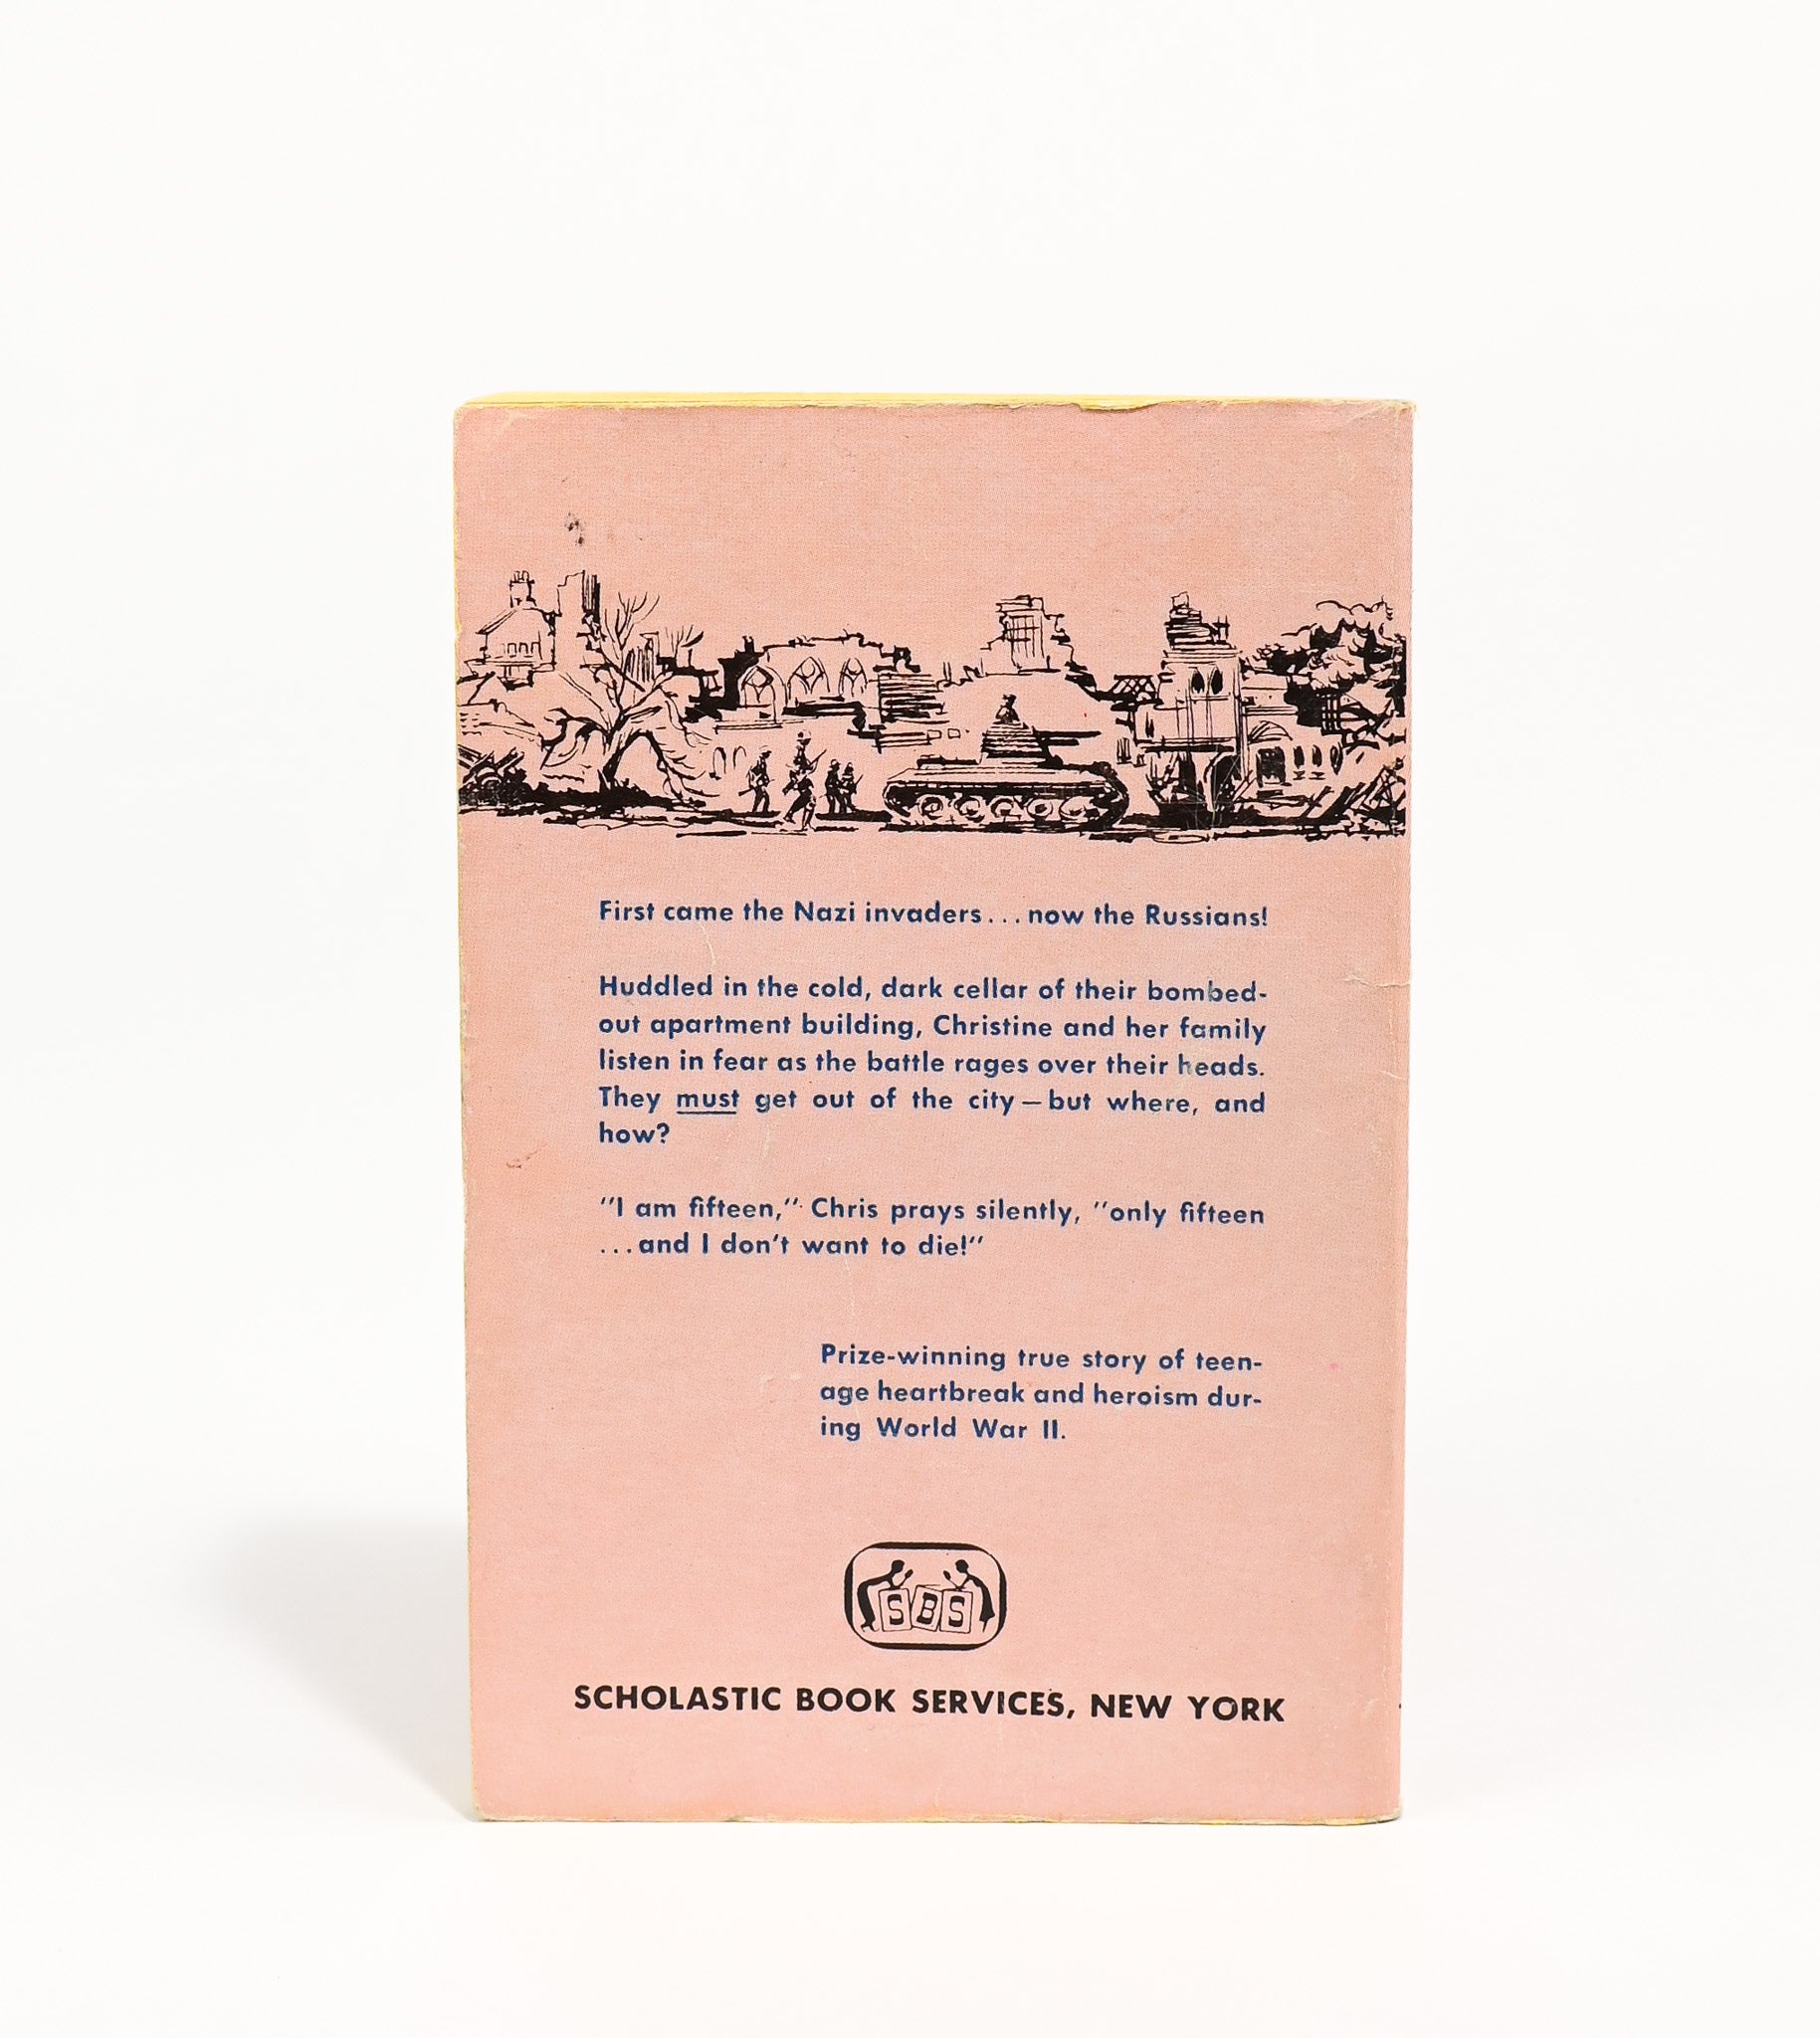 First came the Nazi invaders... now the Russians!
Huddled in the cold, dark cellar of their bombed-
out apartment building, Christine and her family
listen in fear as the battle rages over their heads.
They must get out of the city—but where, and
how?
"I am fifteen," Chris prays silently, "only fifteen
...and I don't want to die!"
Prize-winning true story of teen-
age heartbreak and heroism dur-
ing World War II.
SBS
SCHOLASTIC BOOK SERVICES, NEW YORK